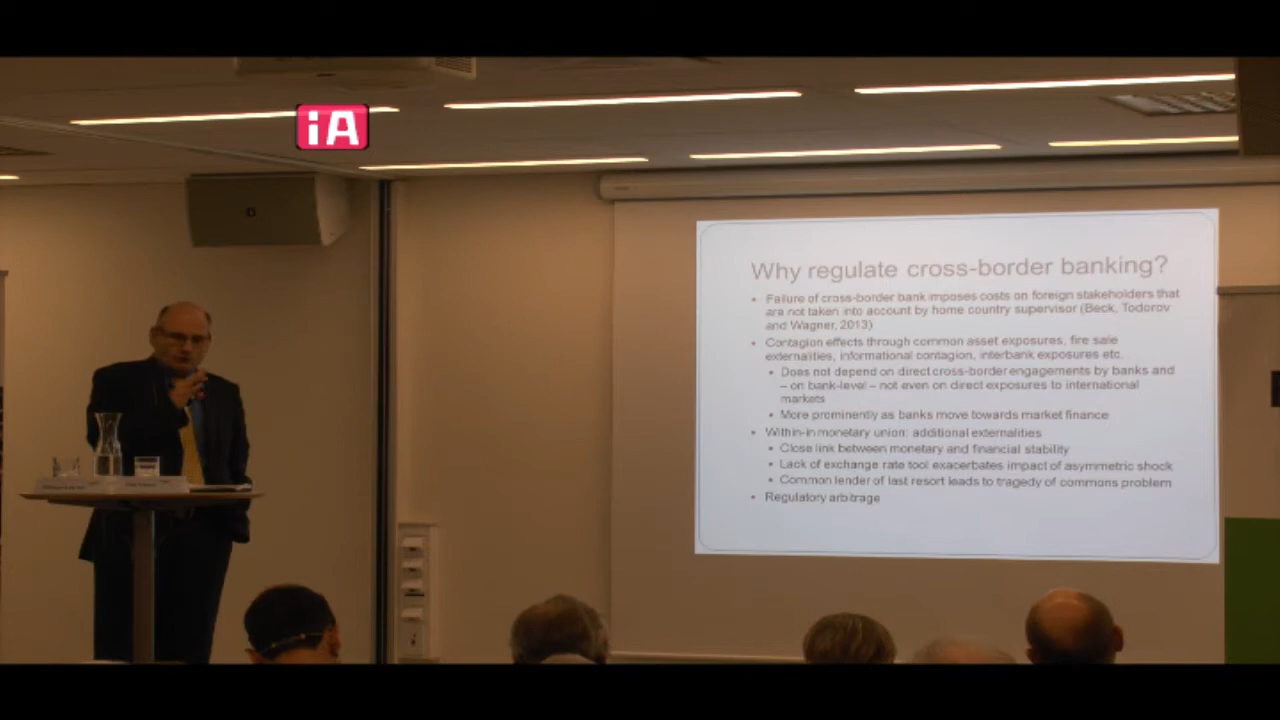 iA
Why regulate cross-border banking?
• Failure of cross-border bank imposes costs on foreign stakeholders that
are not taken into account by home country supervisor (Beck, Todorov
and Wagner, 2013)
• Contagion effects through common asset exposures, fire sale
externalities, informational contagion, interbank exposures etc.
• Does not depend on direct cross-border engagements by banks and
– on bank-level – not even on direct exposures to international
markets
• More prominently as banks move towards market finance
• Within-in monetary union: additional externalities
• Close link between monetary and financial stability
• Lack of exchange rate tool exacerbates impact of asymmetric shock
• Common lender of last resort leads to tragedy of commons problem
• Regulatory arbitrage